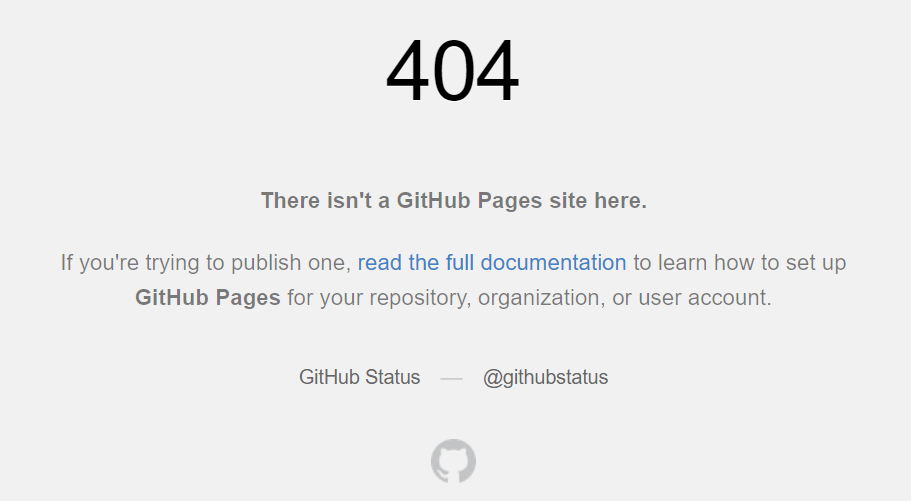 404
There isn't a GitHub Pages site here.
If you're trying to publish one, read the full documentation to learn how to set up
GitHub Pages for your repository, organization, or user account.
GitHub Status — @githubstatus